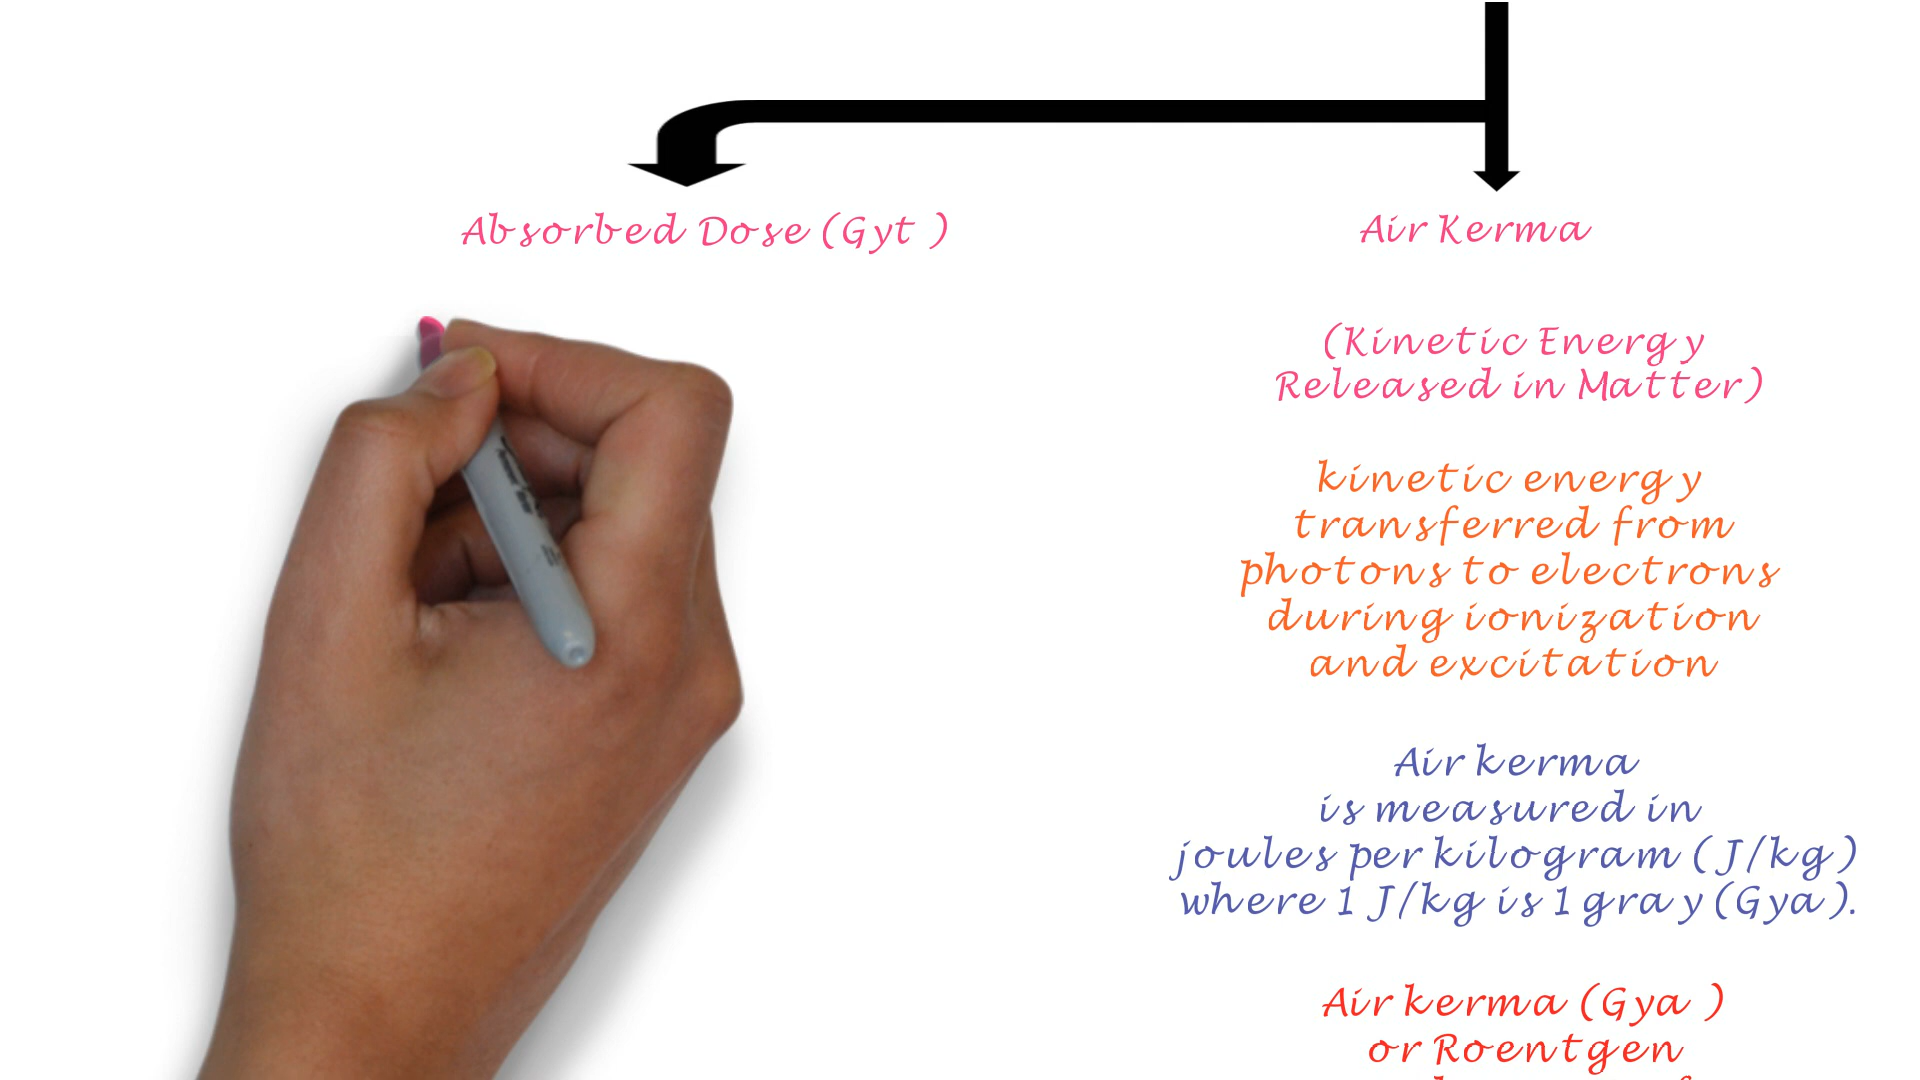 Absorbed Dose (Gyt )
Air Kerma
(Kinetic Energy
Released in Matter)
kinetic energy
transferred from
photons to electrons
during ionization
and excitation
Air kerma
is measured in
joules per kilogram (J/kg)
where 1 J/kg is 1 gray (Gya).
Air kerma (Gya )
or Roentgen